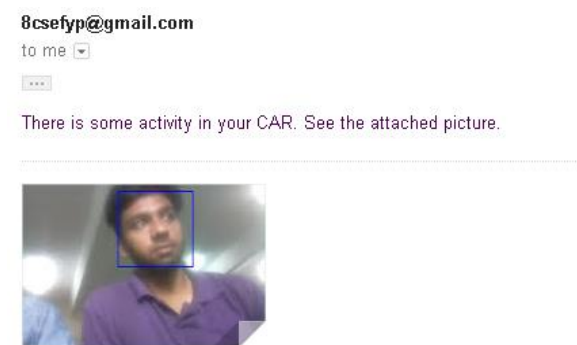 8csefyp@gmail.com
to me
There is some activity in your CAR. See the attached picture.